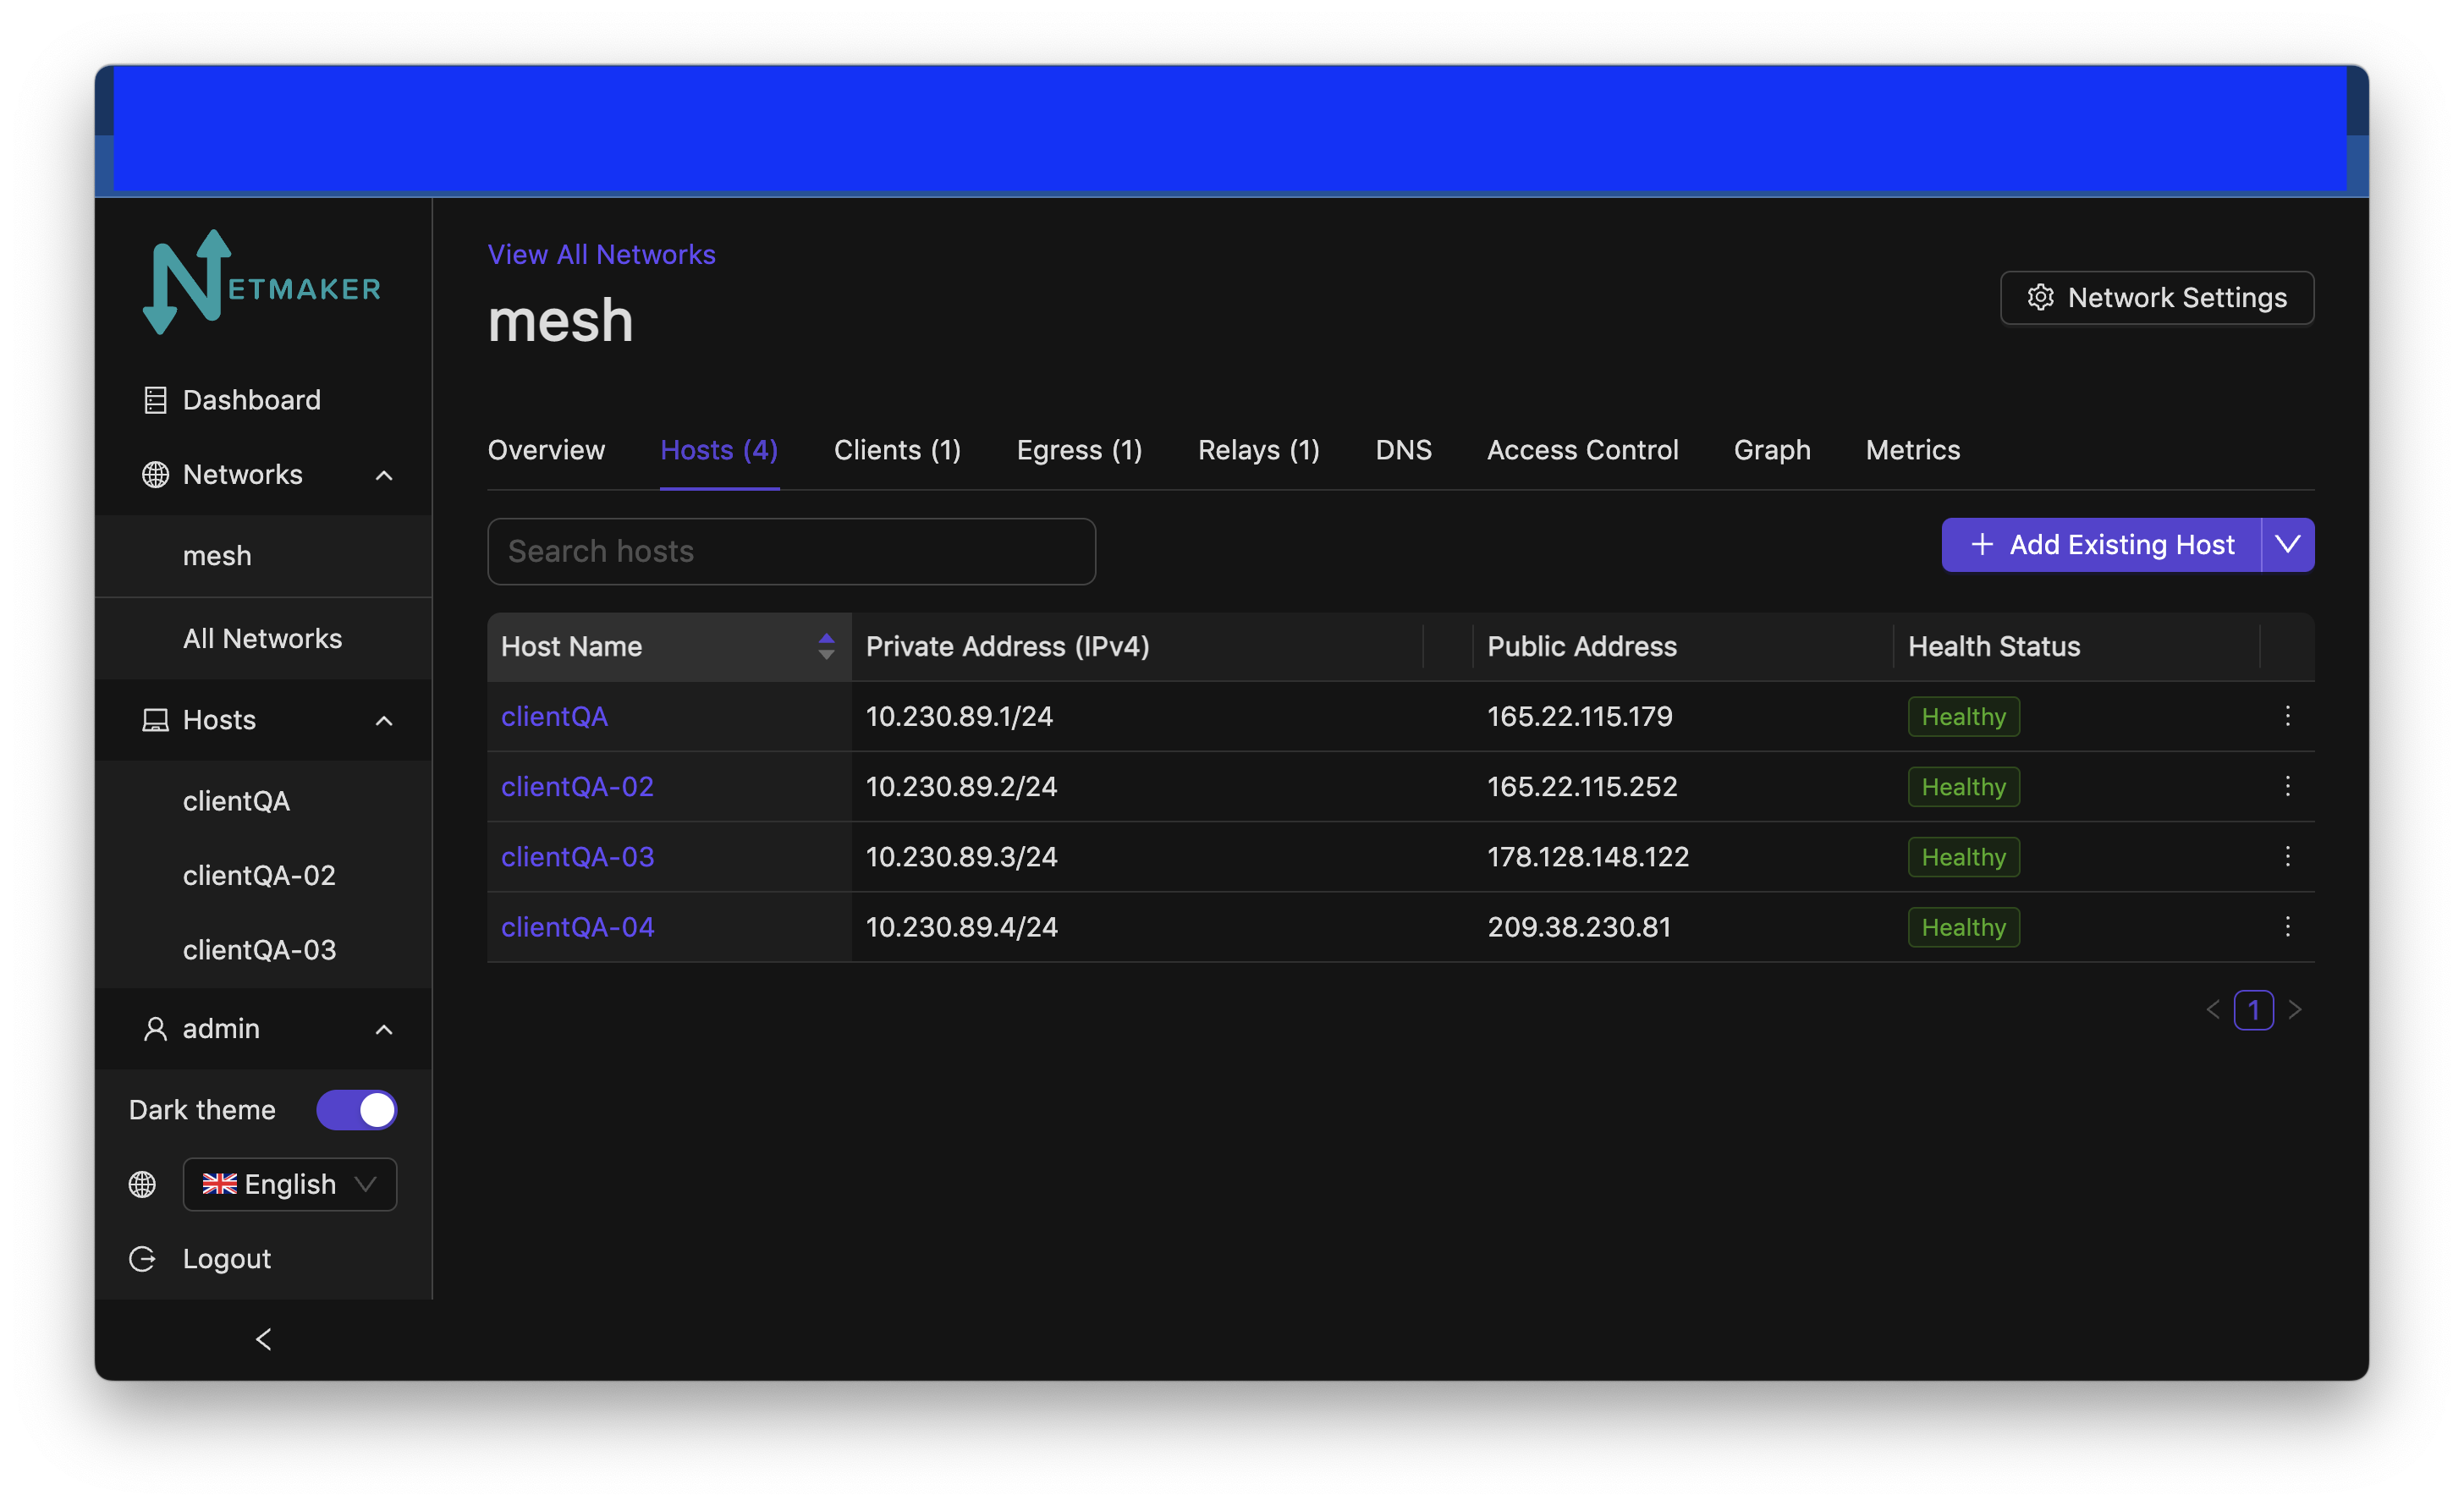 NETMAKER
Dashboard
Networks
mesh
All Networks
Hosts
clientQA
clientQA-02
clientQA-03
admin
Dark theme
English
Logout
View All Networks
mesh
Network Settings
Overview Hosts (4) Clients (1) Egress (1) Relays (1) DNS Access Control Graph Metrics
Search hosts
+ Add Existing Host
Host Name Private Address (IPv4) Public Address Health Status
clientQA 10.230.89.1/24 165.22.115.179 Healthy
clientQA-02 10.230.89.2/24 165.22.115.252 Healthy
clientQA-03 10.230.89.3/24 178.128.148.122 Healthy
clientQA-04 10.230.89.4/24 209.38.230.81 Healthy
1